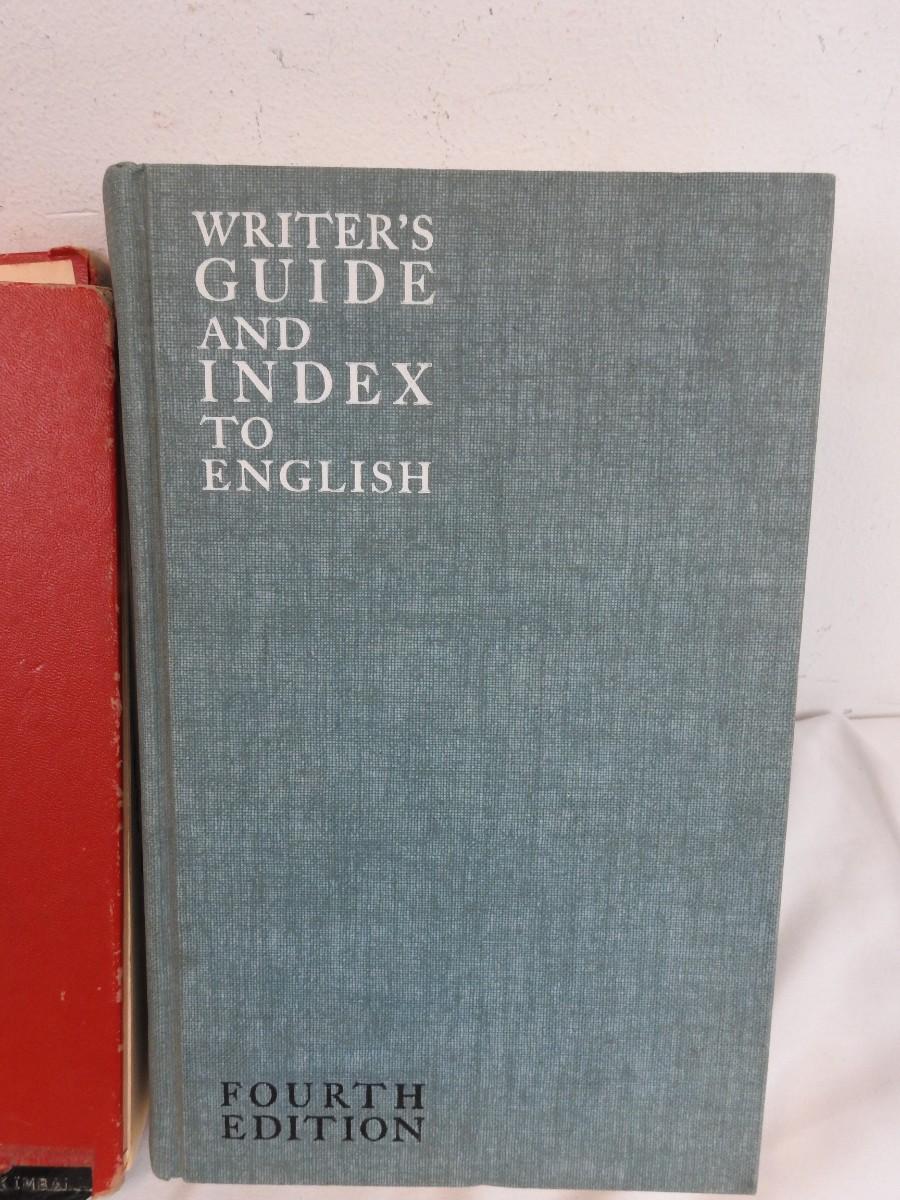 WRITER'S
GUIDE
AND
INDEX
TO
ENGLISH
FOURTH
EDITION